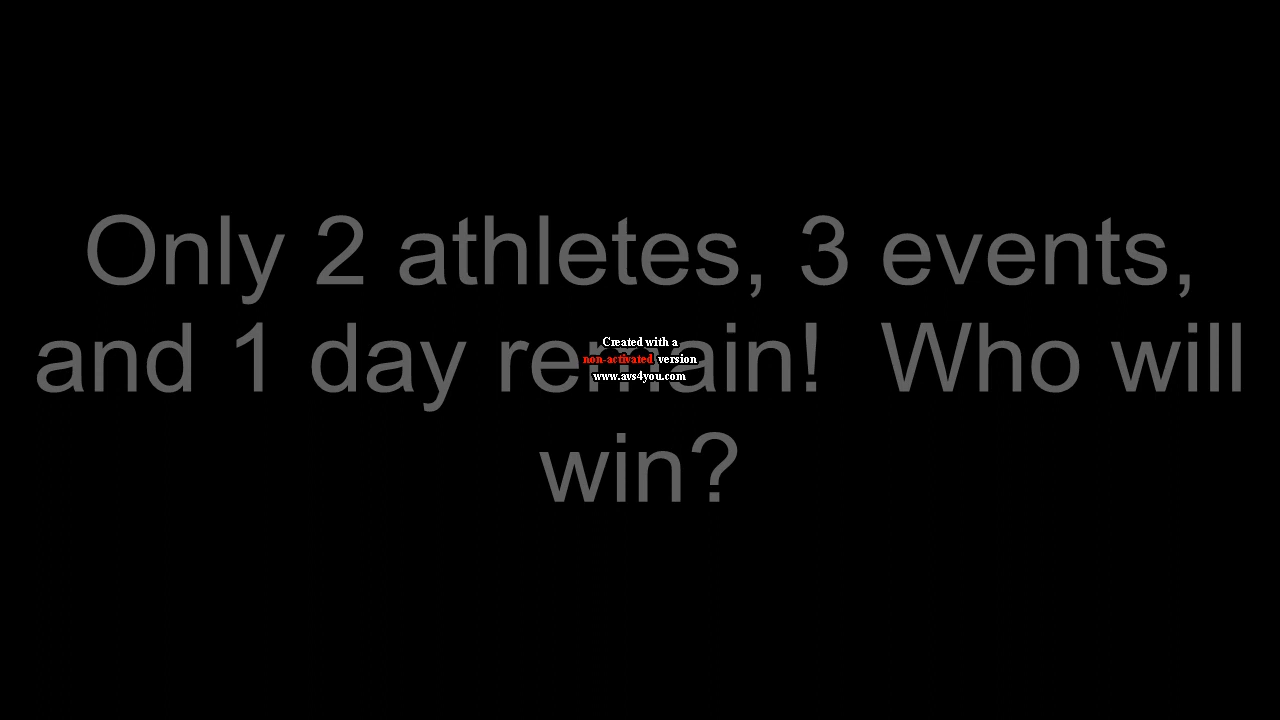 Only 2 athletes, 3 events,
and 1 day remain!  Who will
win?
Created with a
non-activated version
www.avs4you.com